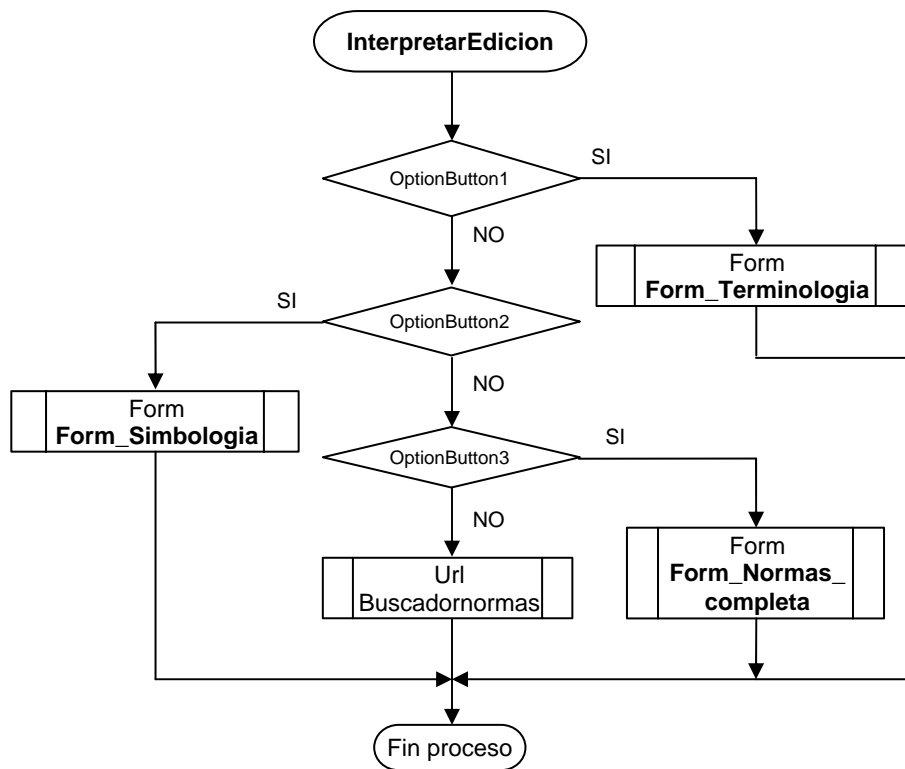 InterpretarEdicion
SI
OptionButton1
NO
Form
Form_Terminologia
SI
OptionButton2
NO
Form
Form_Simbologia
SI
OptionButton3
NO
Form
Form_Normas_
completa
Url
Buscadornormas
Fin proceso